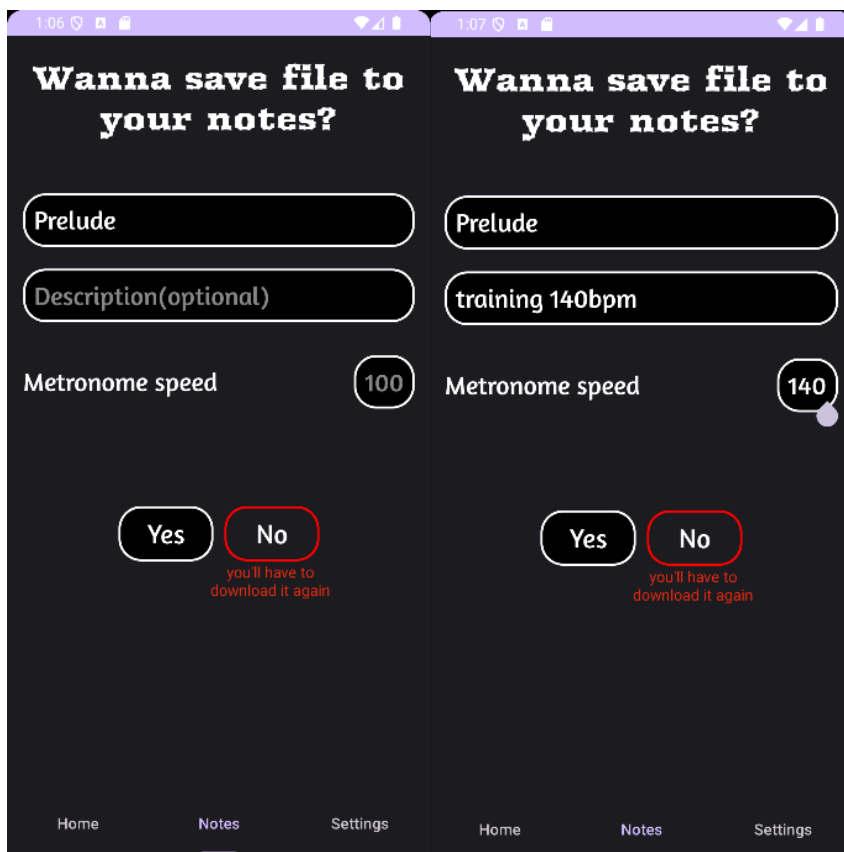 1:06
Wanna save file to
your notes?
Prelude
Description(optional)
Metronome speed
100
Yes
No
you'll have to
download it again
Home
Notes
Settings
1:07
Wanna save file to
your notes?
Prelude
training 140bpm
Metronome speed
140
Yes
No
you'll have to
download it again
Home
Notes
Settings